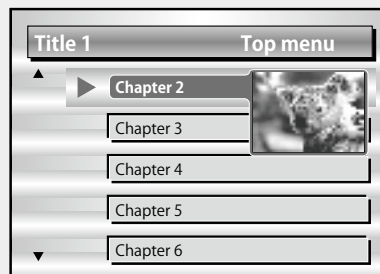 Title 1 Top menu
Chapter 2
Chapter 3
Chapter 4
Chapter 5
Chapter 6